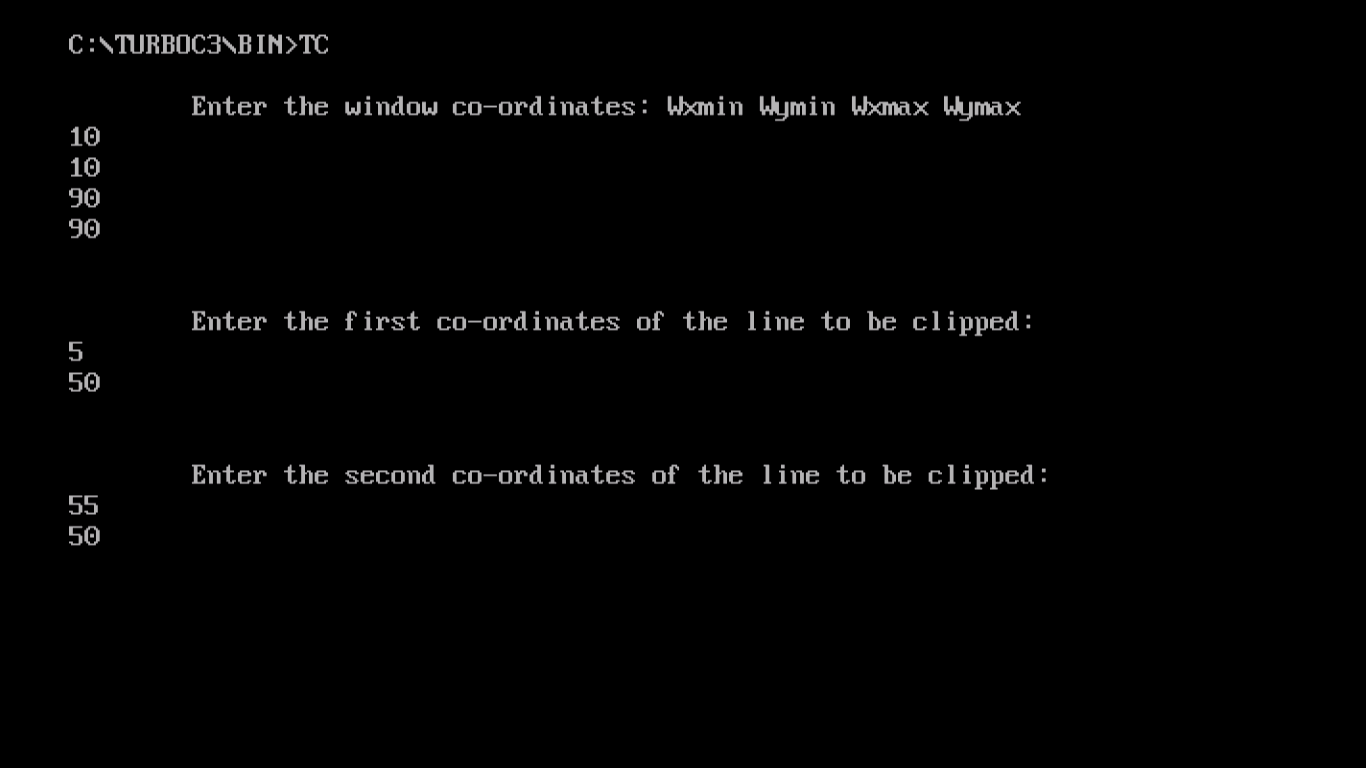 C:\TURBOC3\BIN>TC
Enter the window co-ordinates: Wxmin Wymin Wxmax Wymax
10
10
90
90
Enter the first co-ordinates of the line to be clipped:
5
50
Enter the second co-ordinates of the line to be clipped:
55
50